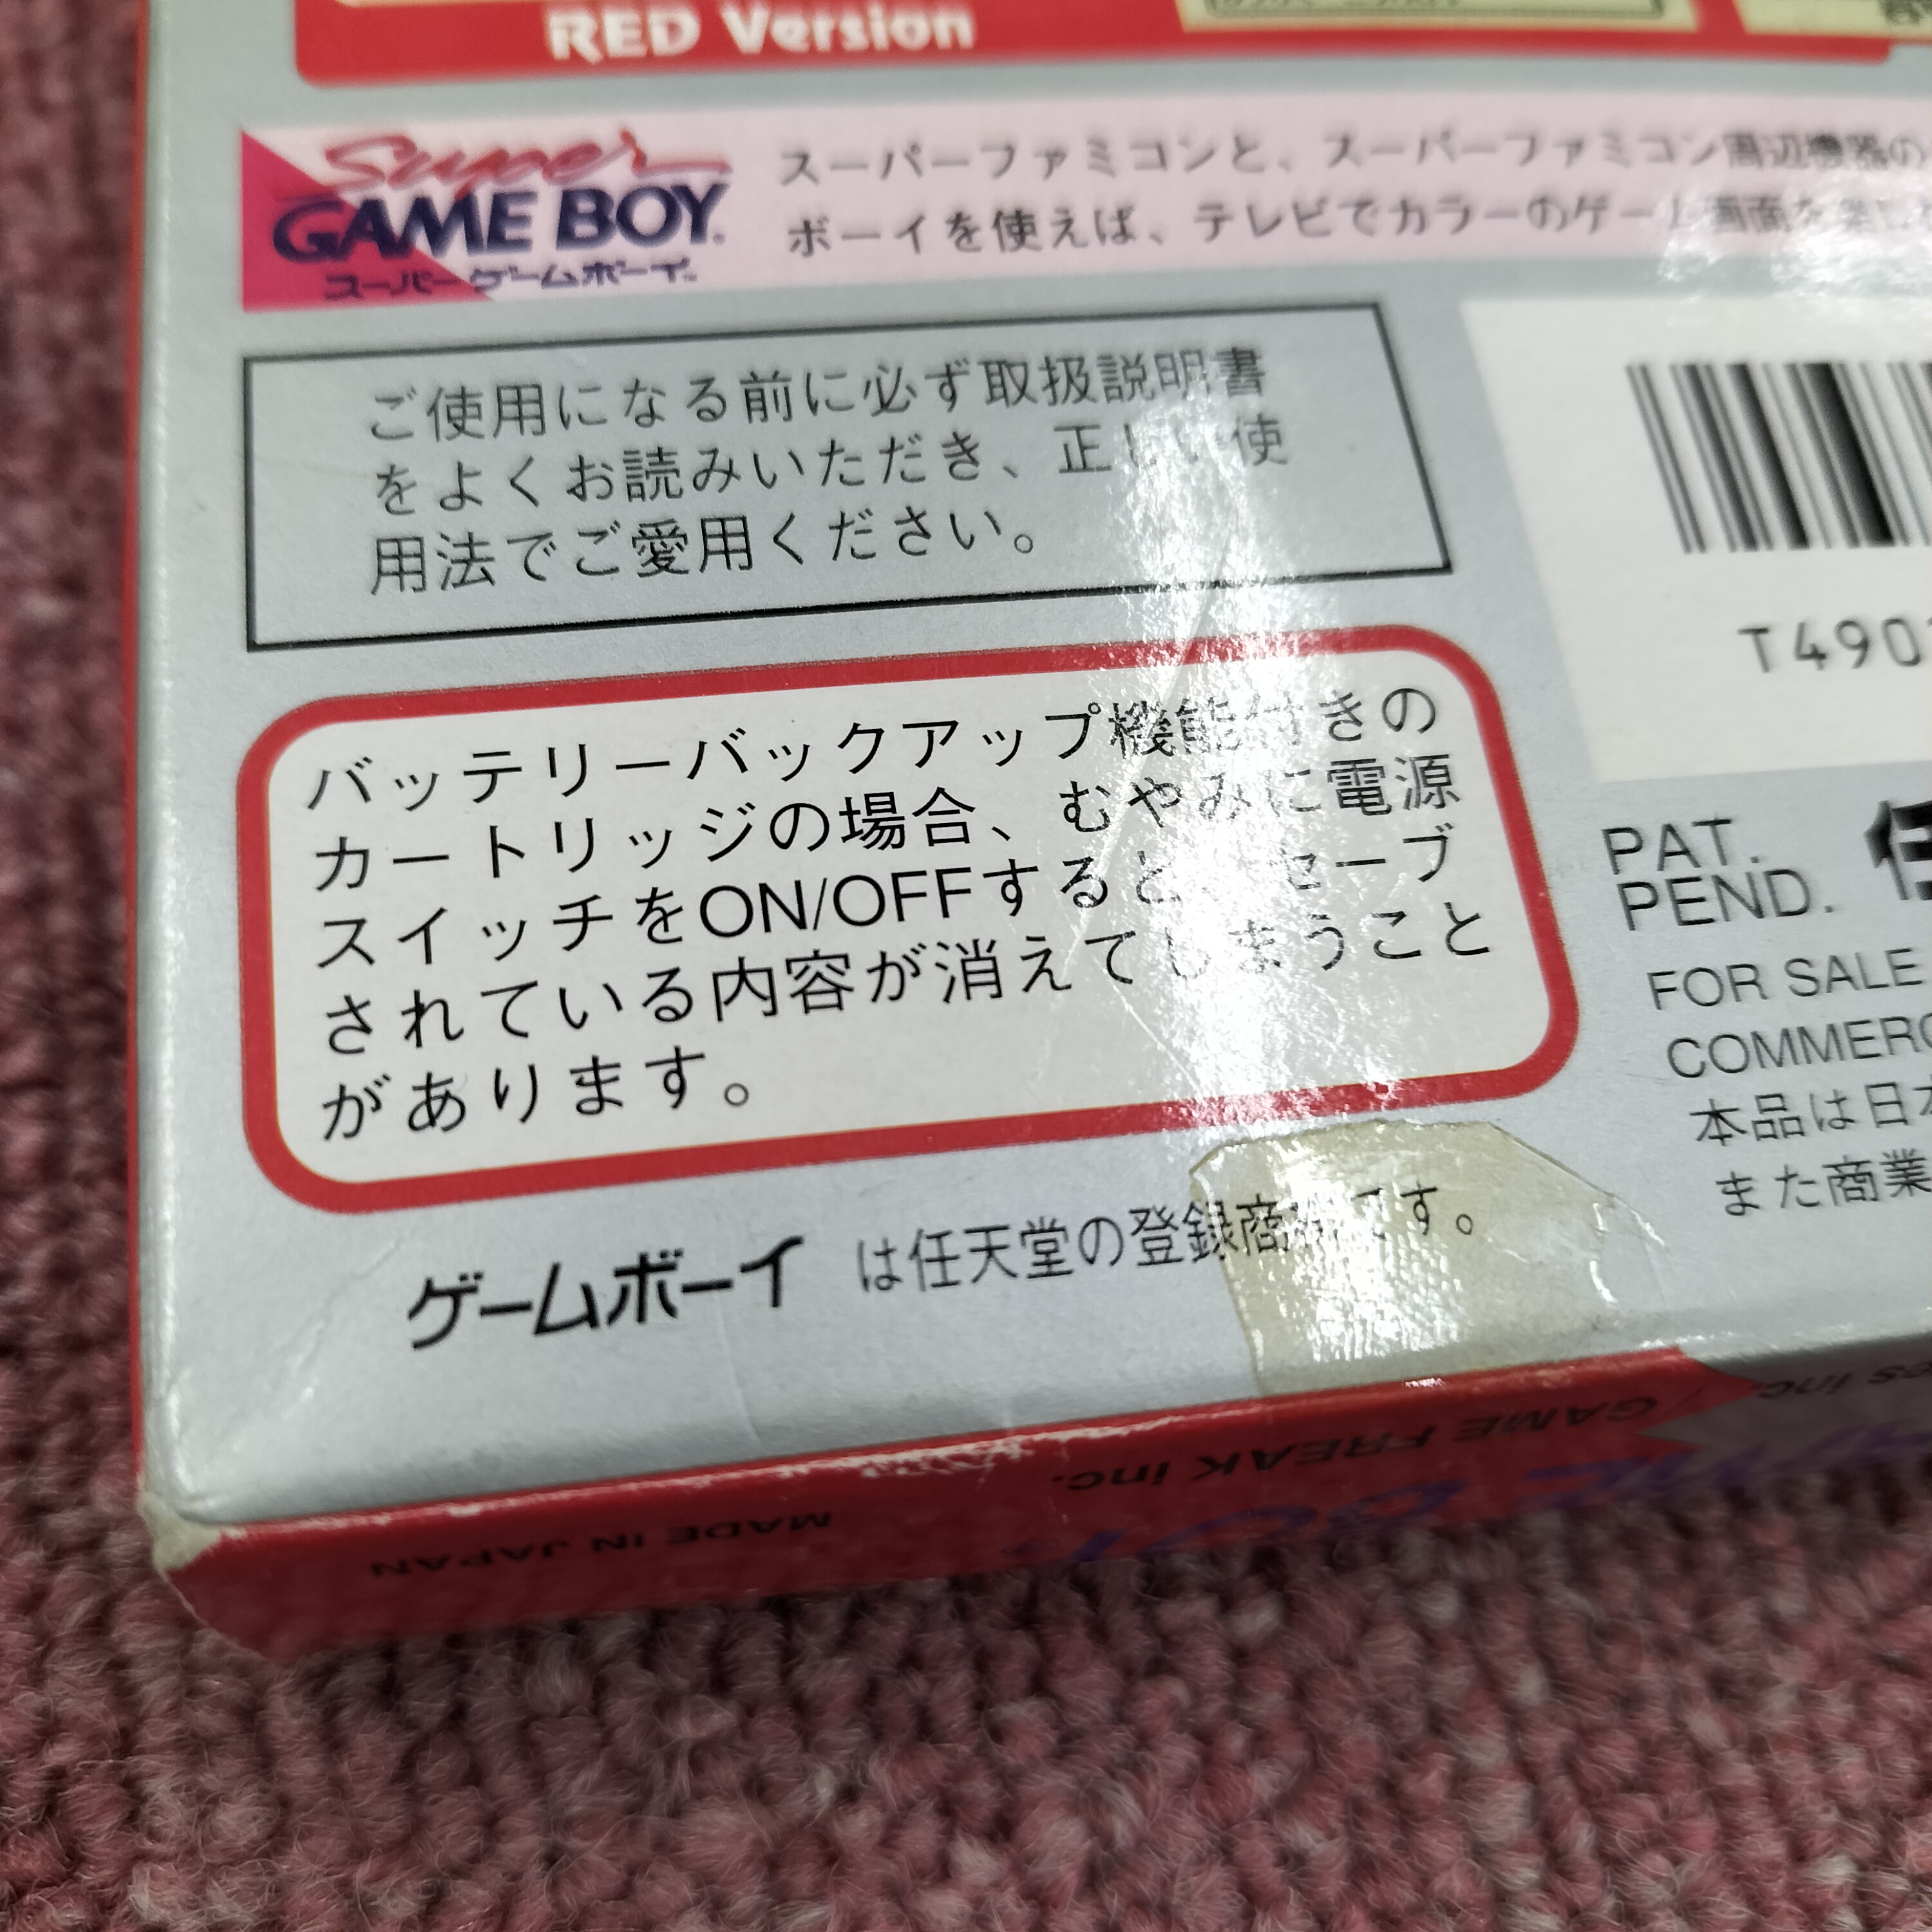 RED Version
Super
GAME BOY
スーパーゲームボーイ
スーパーファミコンと、スーパーファミコン周辺機器の
ボーイを使えば、テレビでカラーのゲーム画面を
ご使用になる前に必ず取扱説明書
をよくお読みいただき、正しい使
用法でご愛用ください。
T490
バッテリーバックアップ機能付きの
カートリッジの場合、むやみに電源
スイッチをON/OFFすると、セーブ
されている内容が消えてしまうこと
があります。
PAT.
PEND.
任
FOR SALE
COMMERC
本品は日本
また商業
ゲームボーイ は任天堂の登録商標です。
GAME FREAK inc.
MADE IN JAPAN